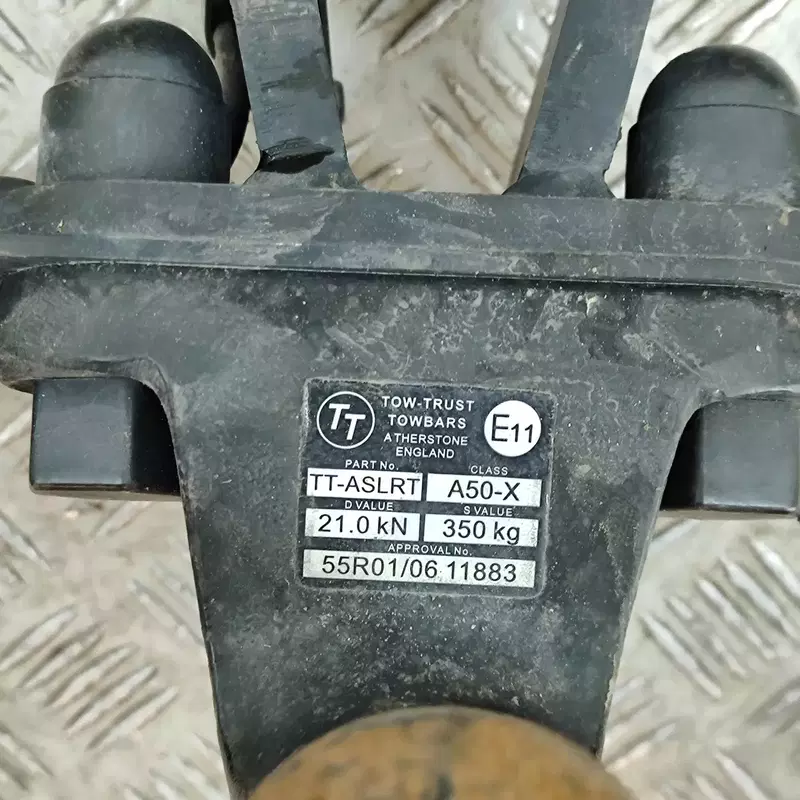 TT
TOW-TRUST
TOWBARS
ATHERSTONE
ENGLAND
E11
PART No. CLASS
TT-ASLRT A50-X
D VALUE S VALUE
21.0 kN 350 kg
APPROVAL No.
55R01/06 11883